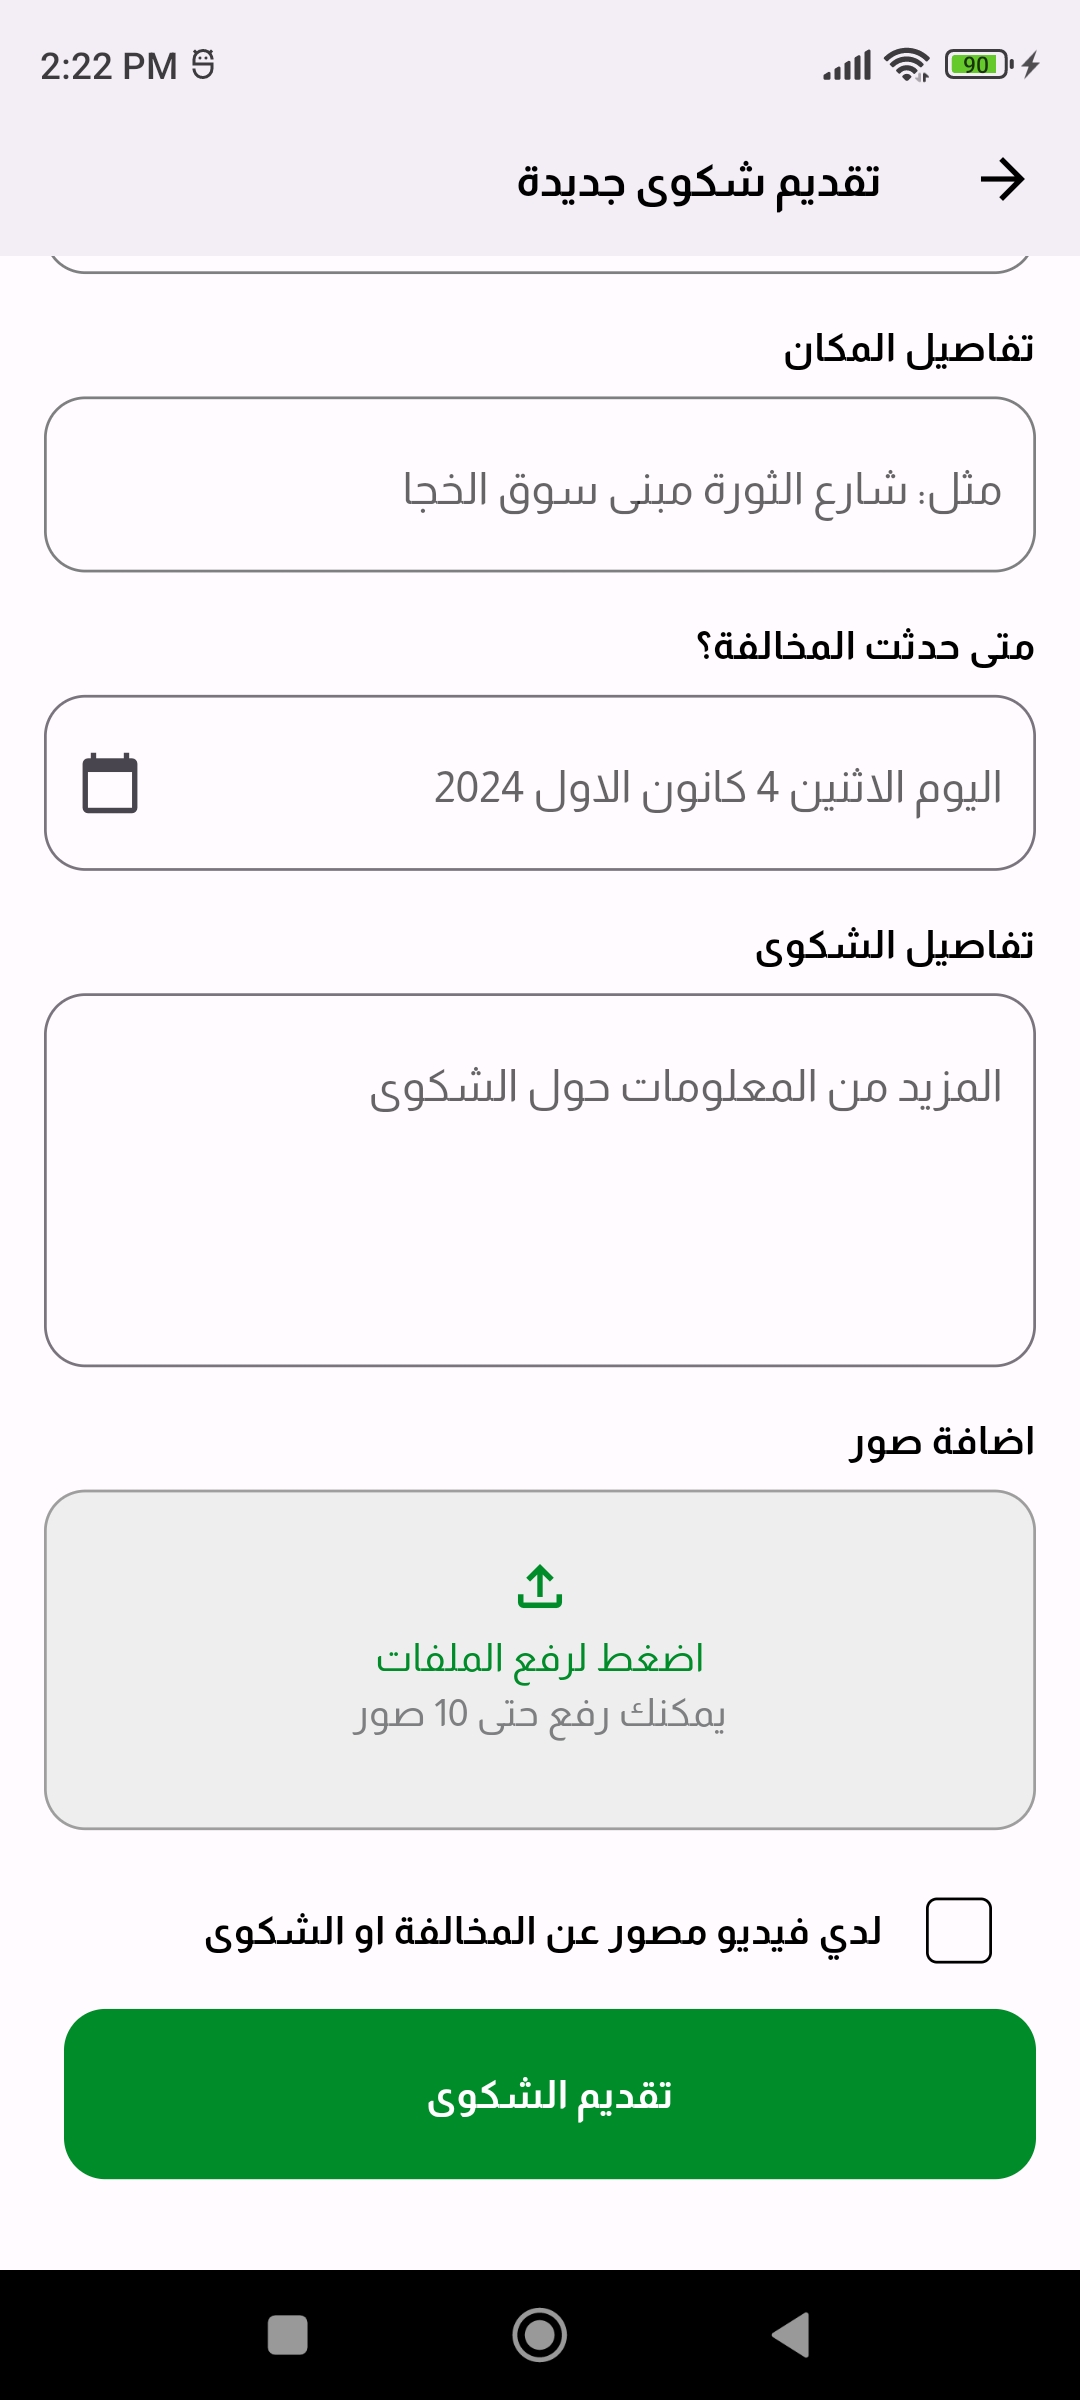 2:22 PM
90
تقديم شكوى جديدة
تفاصيل المكان
مثل: شارع الثورة مبنى سوق الخجا
متى حدثت المخالفة؟
اليوم الاثنين 4 كانون الاول 2024
تفاصيل الشكوى
المزيد من المعلومات حول الشكوى
اضافة صور
اضغط لرفع الملفات
يمكنك رفع حتى 10 صور
لدي فيديو مصور عن المخالفة او الشكوى
تقديم الشكوى